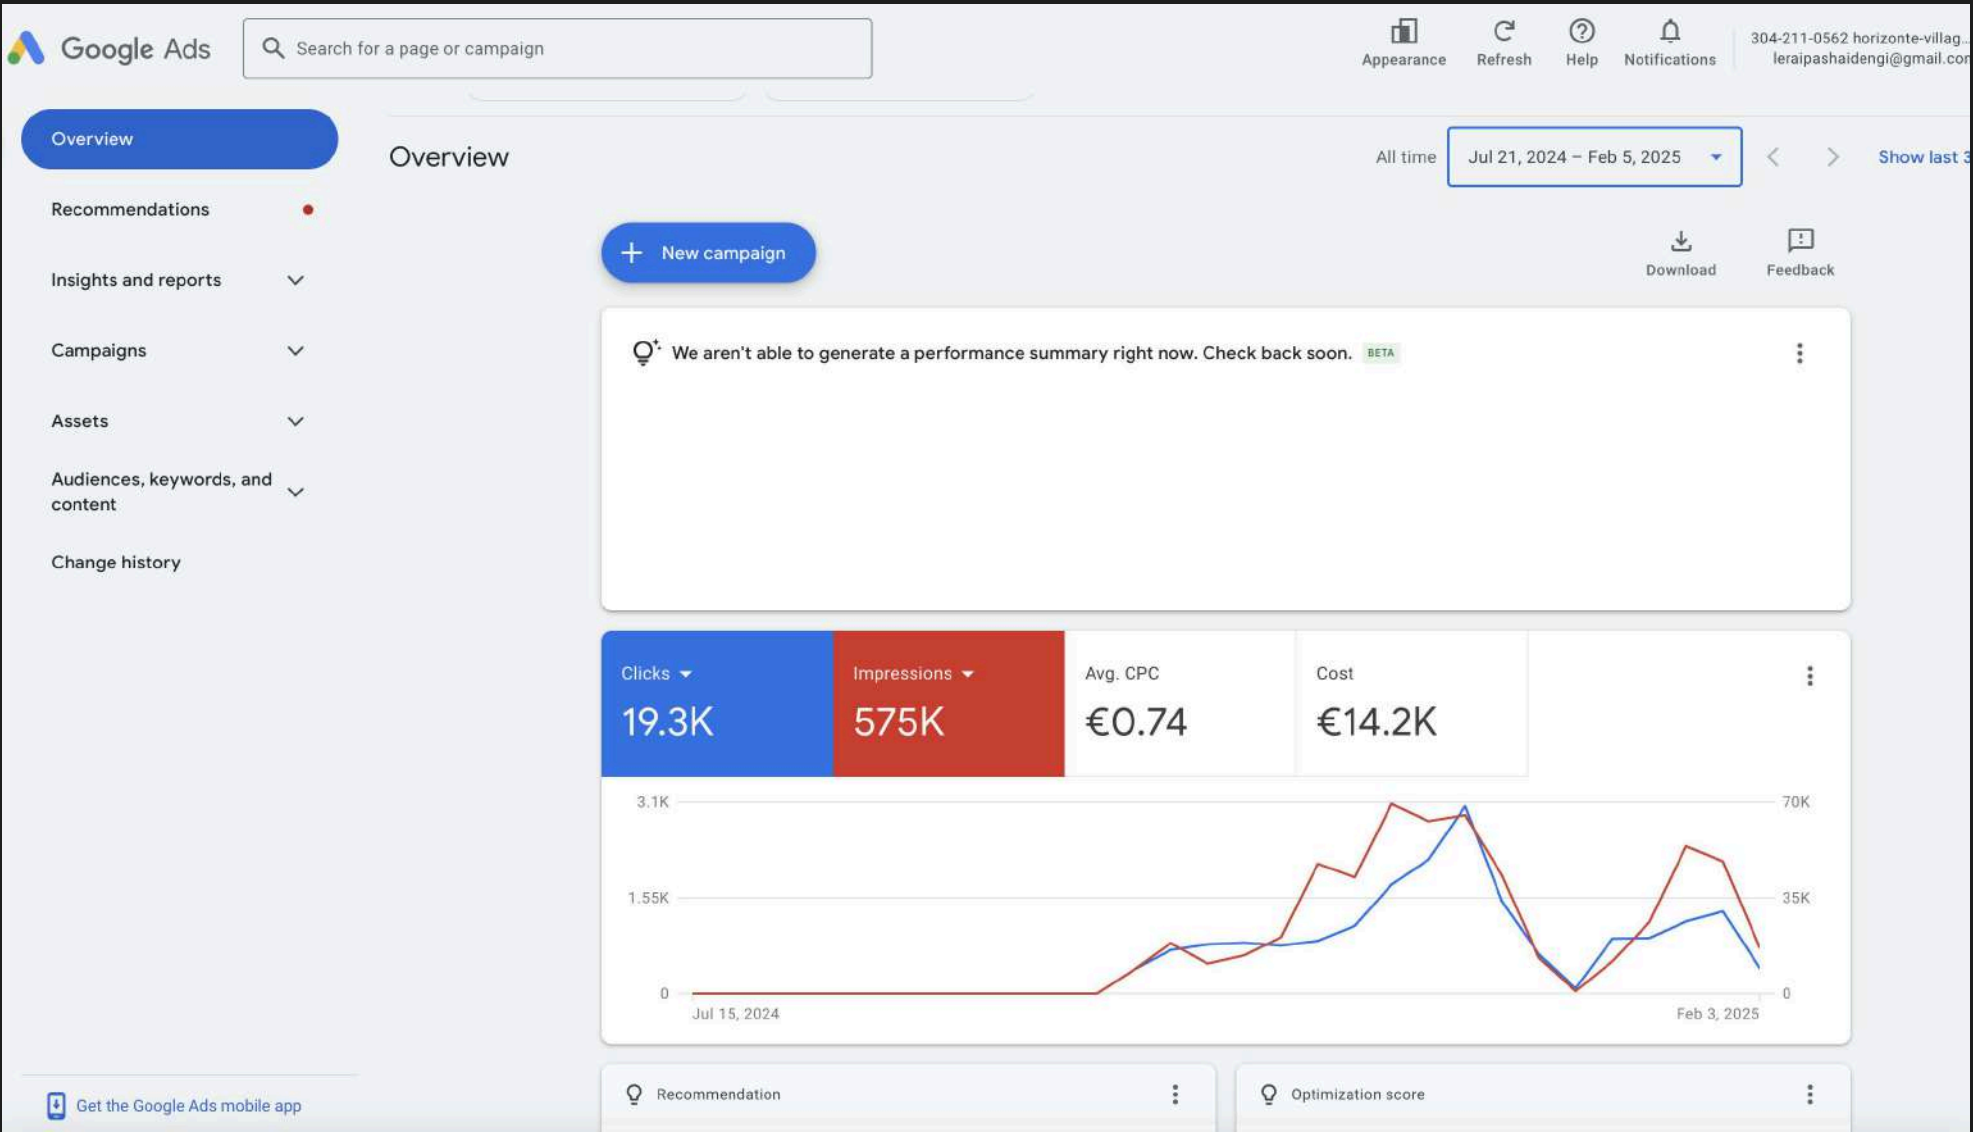 Google Ads
Search for a page or campaign
Appearance
Refresh
Help
Notifications
304-211-0562 horizonte-villag...
leraipashaidengi@gmail.com
Overview
Recommendations
Insights and reports
Campaigns
Assets
Audiences, keywords, and
content
Change history
Get the Google Ads mobile app
Overview
All time
Jul 21, 2024 – Feb 5, 2025
Show last 3
New campaign
Download
Feedback
We aren't able to generate a performance summary right now. Check back soon. BETA
Clicks
19.3K
Impressions
575K
Avg. CPC
€0.74
Cost
€14.2K
3.1K
70K
1.55K
35K
0
0
Jul 15, 2024
Feb 3, 2025
Recommendation
Optimization score